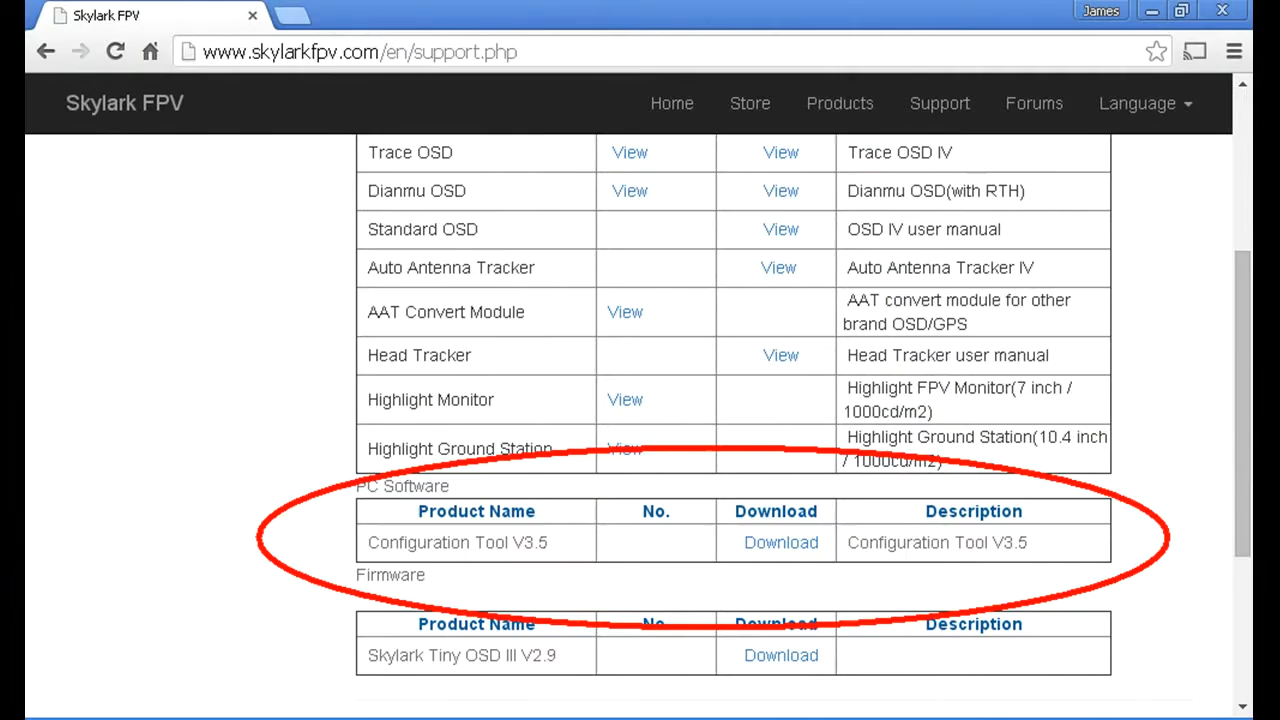 Skylark FPV
James
www.skylarkfpv.com/en/support.php
Skylark FPV Home Store Products Support Forums Language
Trace OSD View View Trace OSD IV
Dianmu OSD View View Dianmu OSD(with RTH)
Standard OSD View OSD IV user manual
Auto Antenna Tracker View Auto Antenna Tracker IV
AAT Convert Module View AAT convert module for other
brand OSD/GPS
Head Tracker View Head Tracker user manual
Highlight Monitor View Highlight FPV Monitor(7 inch /
1000cd/m2)
Highlight Ground Station View Highlight Ground Station(10.4 inch
/ 1000cd/m2)
PC Software
Product Name No. Download Description
Configuration Tool V3.5 Download Configuration Tool V3.5
Firmware
Product Name No. Download Description
Skylark Tiny OSD III V2.9 Download